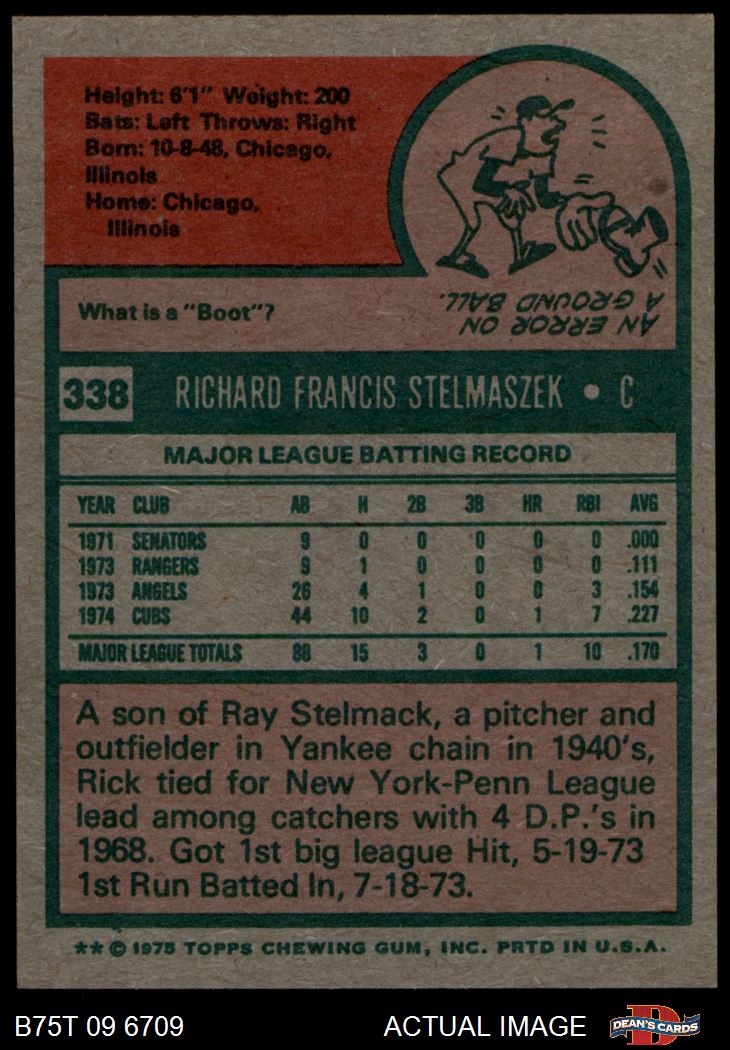 Height: 6'1" Weight: 200
Bats: Left Throws: Right
Born: 10-8-48, Chicago,
Illinois
Home: Chicago,
Illinois
What is a "Boot"?
AN ERROR ON
A GROUND BALL.
338 RICHARD FRANCIS STELMASZEK • C
MAJOR LEAGUE BATTING RECORD
YEAR CLUB AB H 2B 3B HR RBI AVG
1971 SENATORS 9 0 0 0 0 0 .000
1973 RANGERS 9 1 0 0 0 0 .111
1973 ANGELS 26 4 1 0 0 3 .154
1974 CUBS 44 10 2 0 1 7 .227
MAJOR LEAGUE TOTALS 88 15 3 0 1 10 .170
A son of Ray Stelmack, a pitcher and
outfielder in Yankee chain in 1940's,
Rick tied for New York-Penn League
lead among catchers with 4 D.P.'s in
1968. Got 1st big league Hit, 5-19-73
1st Run Batted In, 7-18-73.
** © 1975 TOPPS CHEWING GUM, INC. PRTD IN U.S.A.
B75T 09 6709 ACTUAL IMAGE DEAN'S CARDS